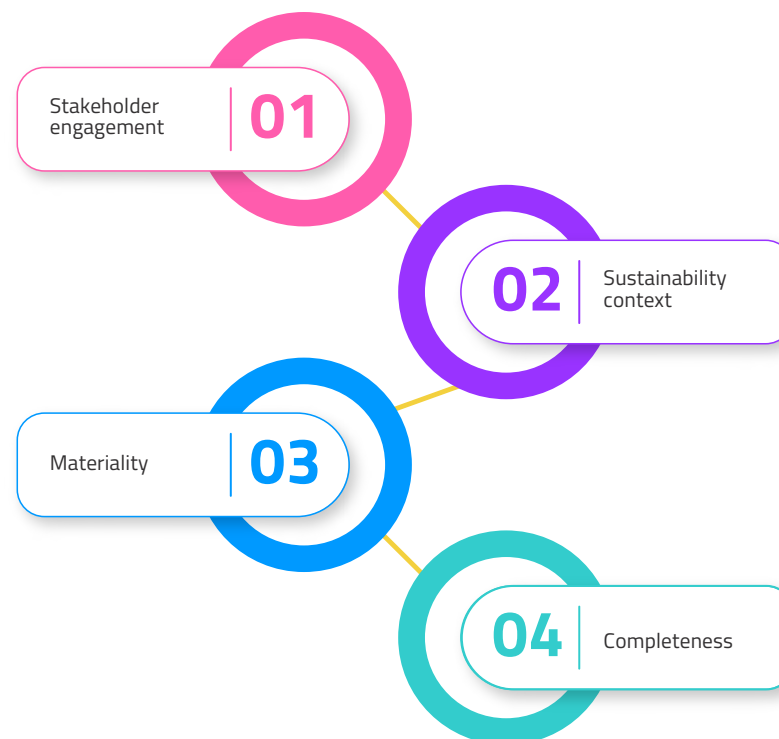 Stakeholder
engagement
01
02
Sustainability
context
Materiality
03
04
Completeness